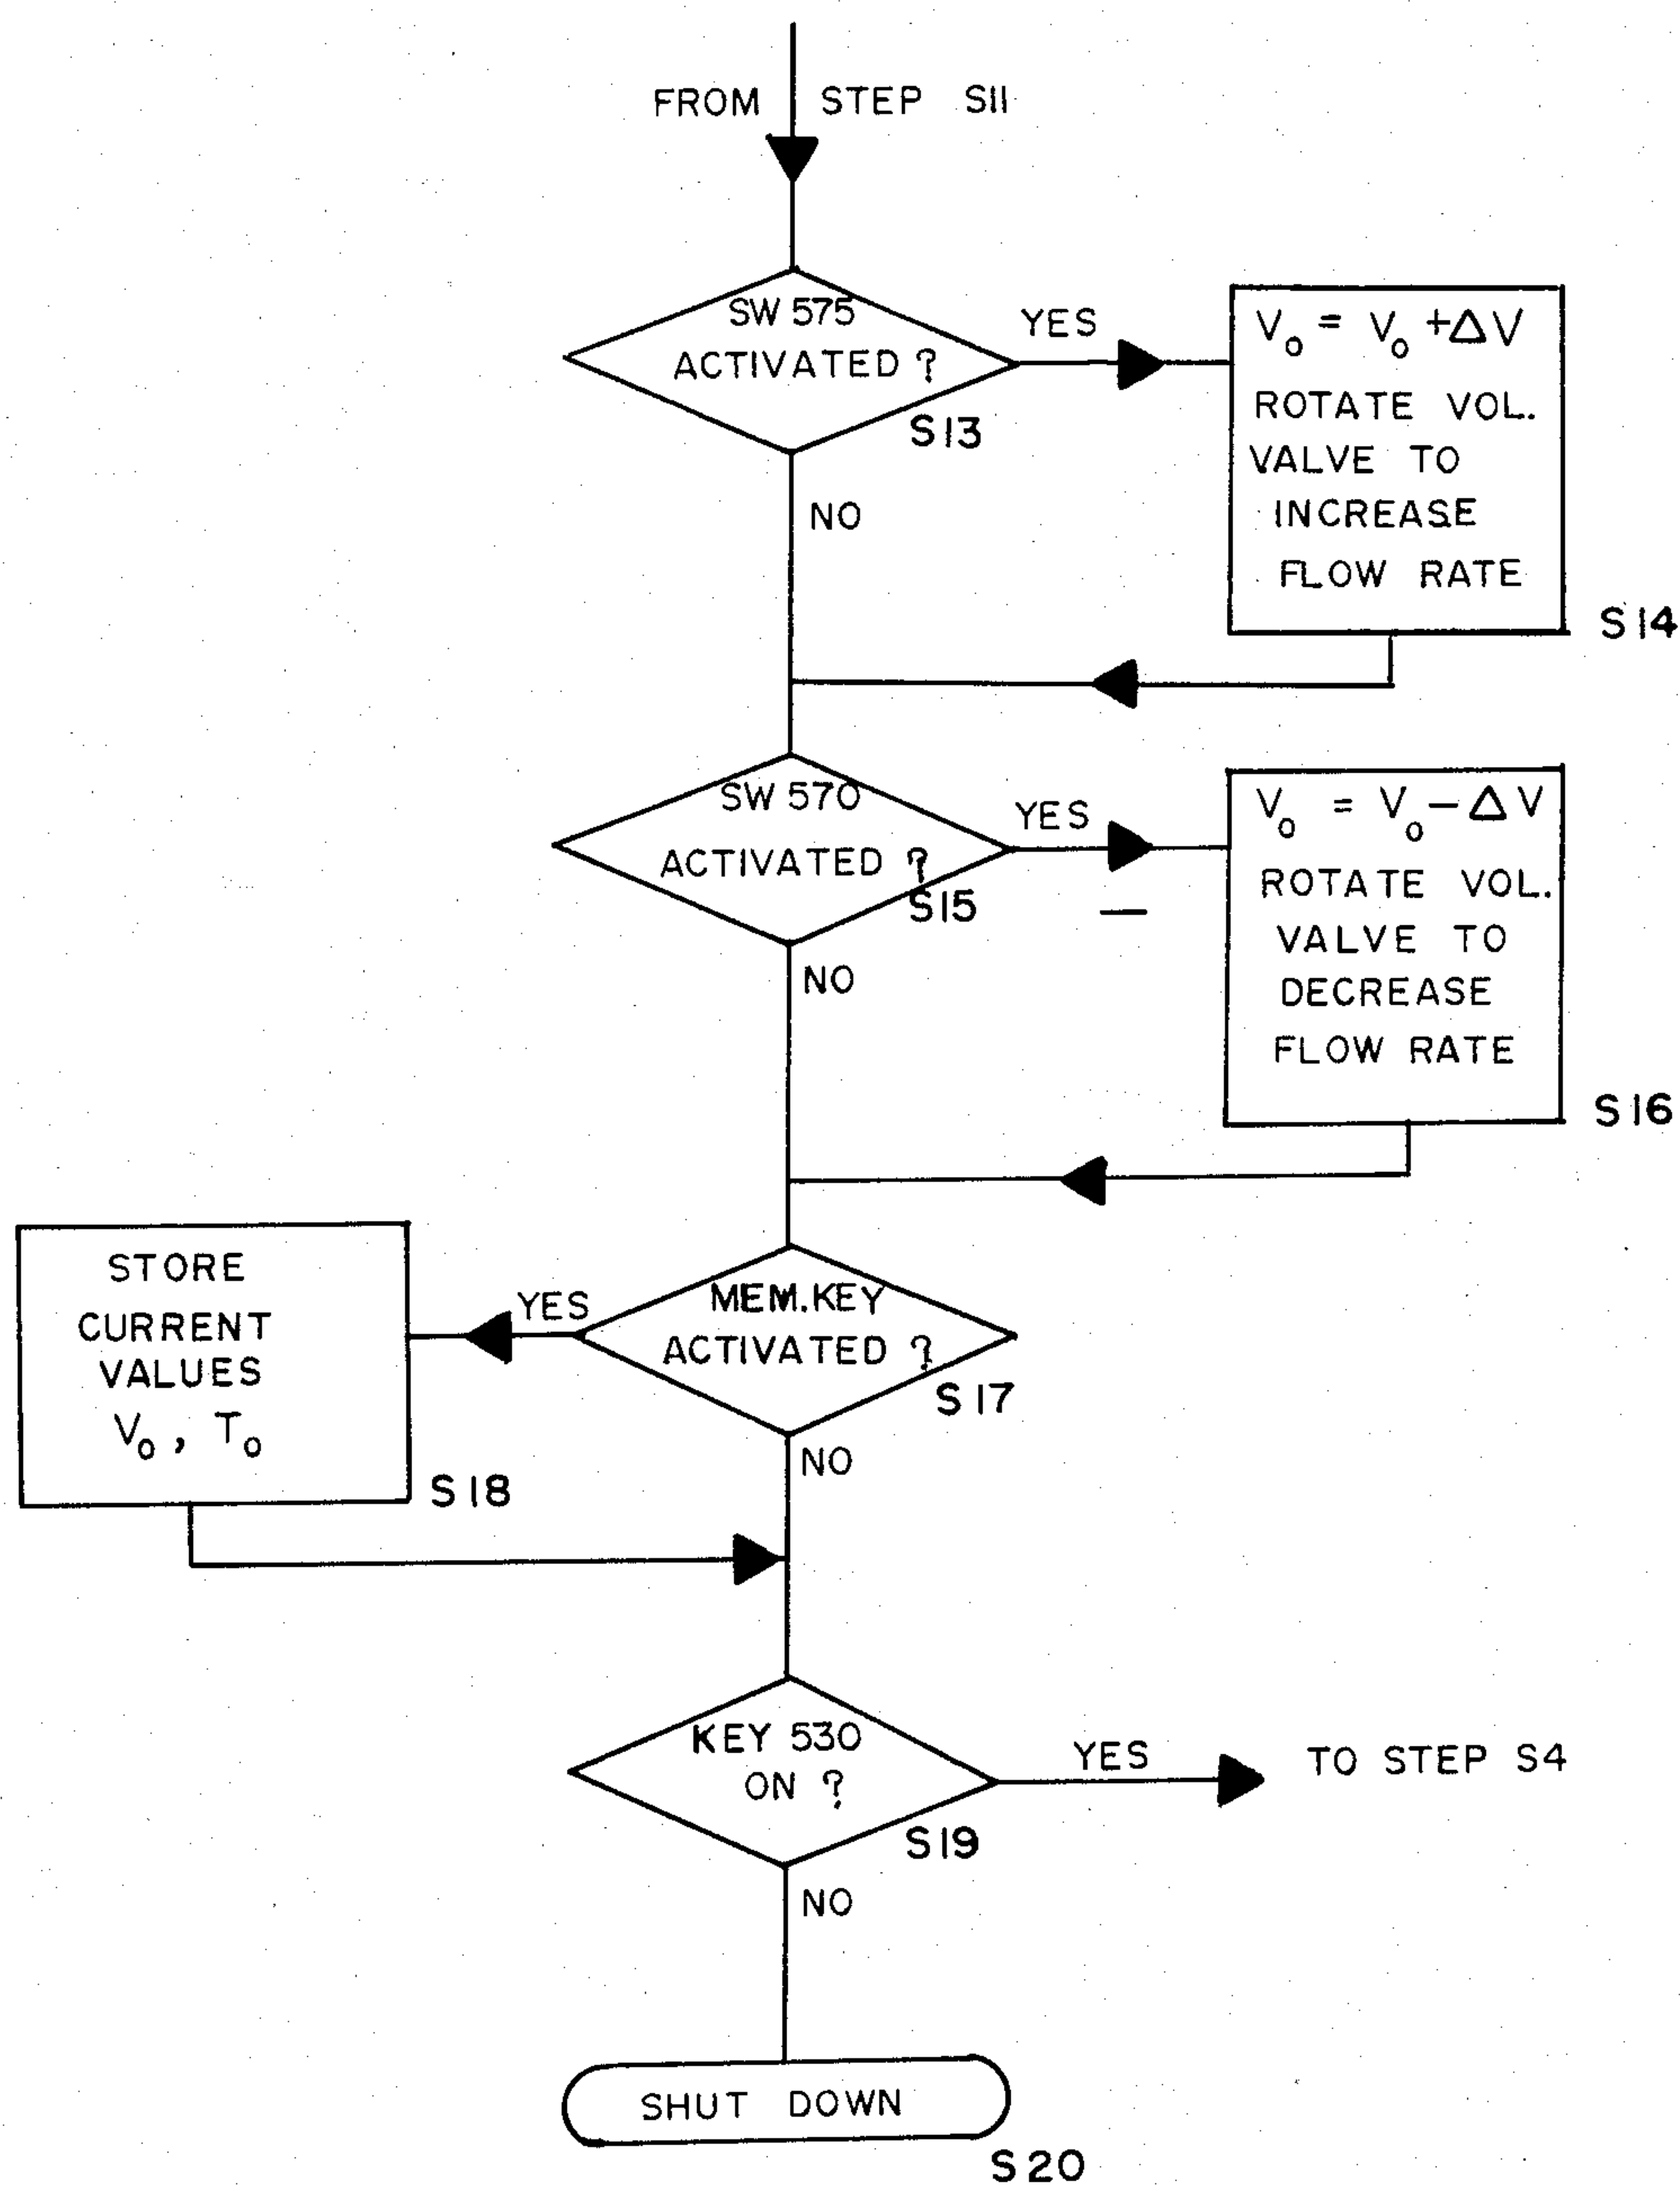 FROM STEP S11
SW 575
ACTIVATED ?
S13
YES
NO
V₀ = V₀ + ΔV
ROTATE VOL.
VALVE TO
INCREASE
FLOW RATE
S14
SW 570
ACTIVATED ?
S15
YES
NO
V₀ = V₀ – ΔV
ROTATE VOL.
VALVE TO
DECREASE
FLOW RATE
S16
MEM. KEY
ACTIVATED ?
S17
YES
NO
STORE
CURRENT
VALUES
V₀, T₀
S18
KEY 530
ON ?
S19
YES
TO STEP S4
NO
SHUT DOWN
S20